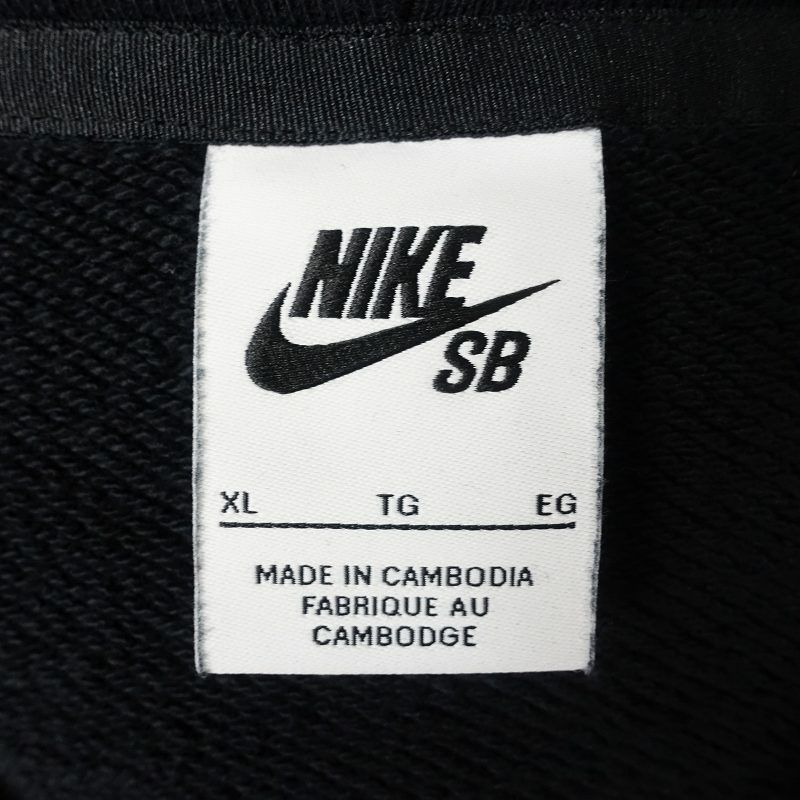 NIKE
SB
XL TG EG
MADE IN CAMBODIA
FABRIQUE AU
CAMBODGE